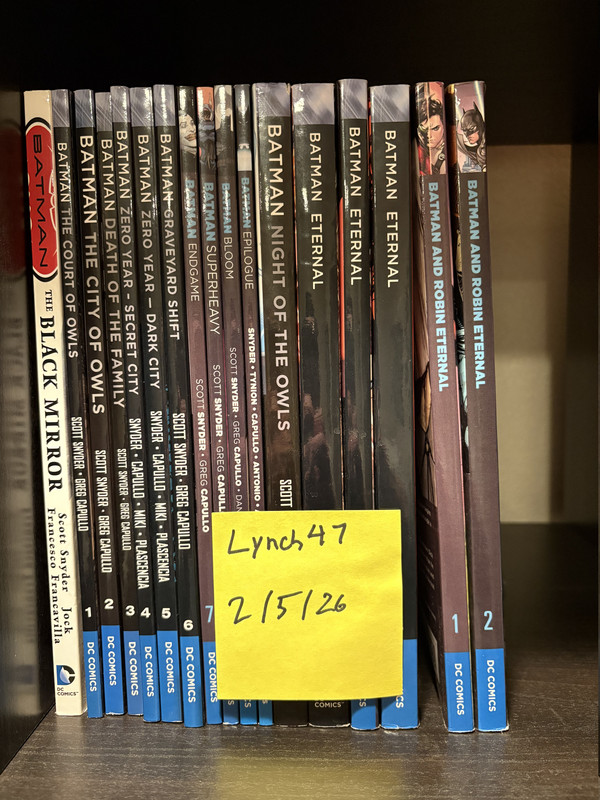 BATMAN
THE BLACK MIRROR
Scott Snyder Jock
Francesco Francavilla
DC COMICS
BATMAN THE COURT OF OWLS
SCOTT SNYDER • GREG CAPULLO
1
DC COMICS
BATMAN THE CITY OF OWLS
SCOTT SNYDER • GREG CAPULLO
2
DC COMICS
BATMAN DEATH OF THE FAMILY
SCOTT SNYDER • GREG CAPULLO
3
DC COMICS
BATMAN ZERO YEAR – SECRET CITY
SNYDER • CAPULLO • MIKI • PLASCENCIA
4
DC COMICS
BATMAN ZERO YEAR — DARK CITY
SNYDER • CAPULLO • MIKI • PLASCENCIA
5
DC COMICS
BATMAN GRAVEYARD SHIFT
SCOTT SNYDER • GREG CAPULLO
6
DC COMICS
BATMAN ENDGAME
SCOTT SNYDER • GREG CAPULLO
7
DC COMICS
BATMAN SUPERHEAVY
SCOTT SNYDER • GREG
BATMAN BLOOM
SCOTT SNYDER • GREG CAPULLO •
BATMAN EPILOGUE
SNYDER • TYNION • CAPULLO • ANTONIO •
BATMAN NIGHT OF THE OWLS
SCOTT
BATMAN ETERNAL
COMICS
BATMAN ETERNAL
BATMAN ETERNAL
BATMAN AND ROBIN ETERNAL
1
DC COMICS
BATMAN AND ROBIN ETERNAL
2
DC COMICS
Lynch47
2/5/26